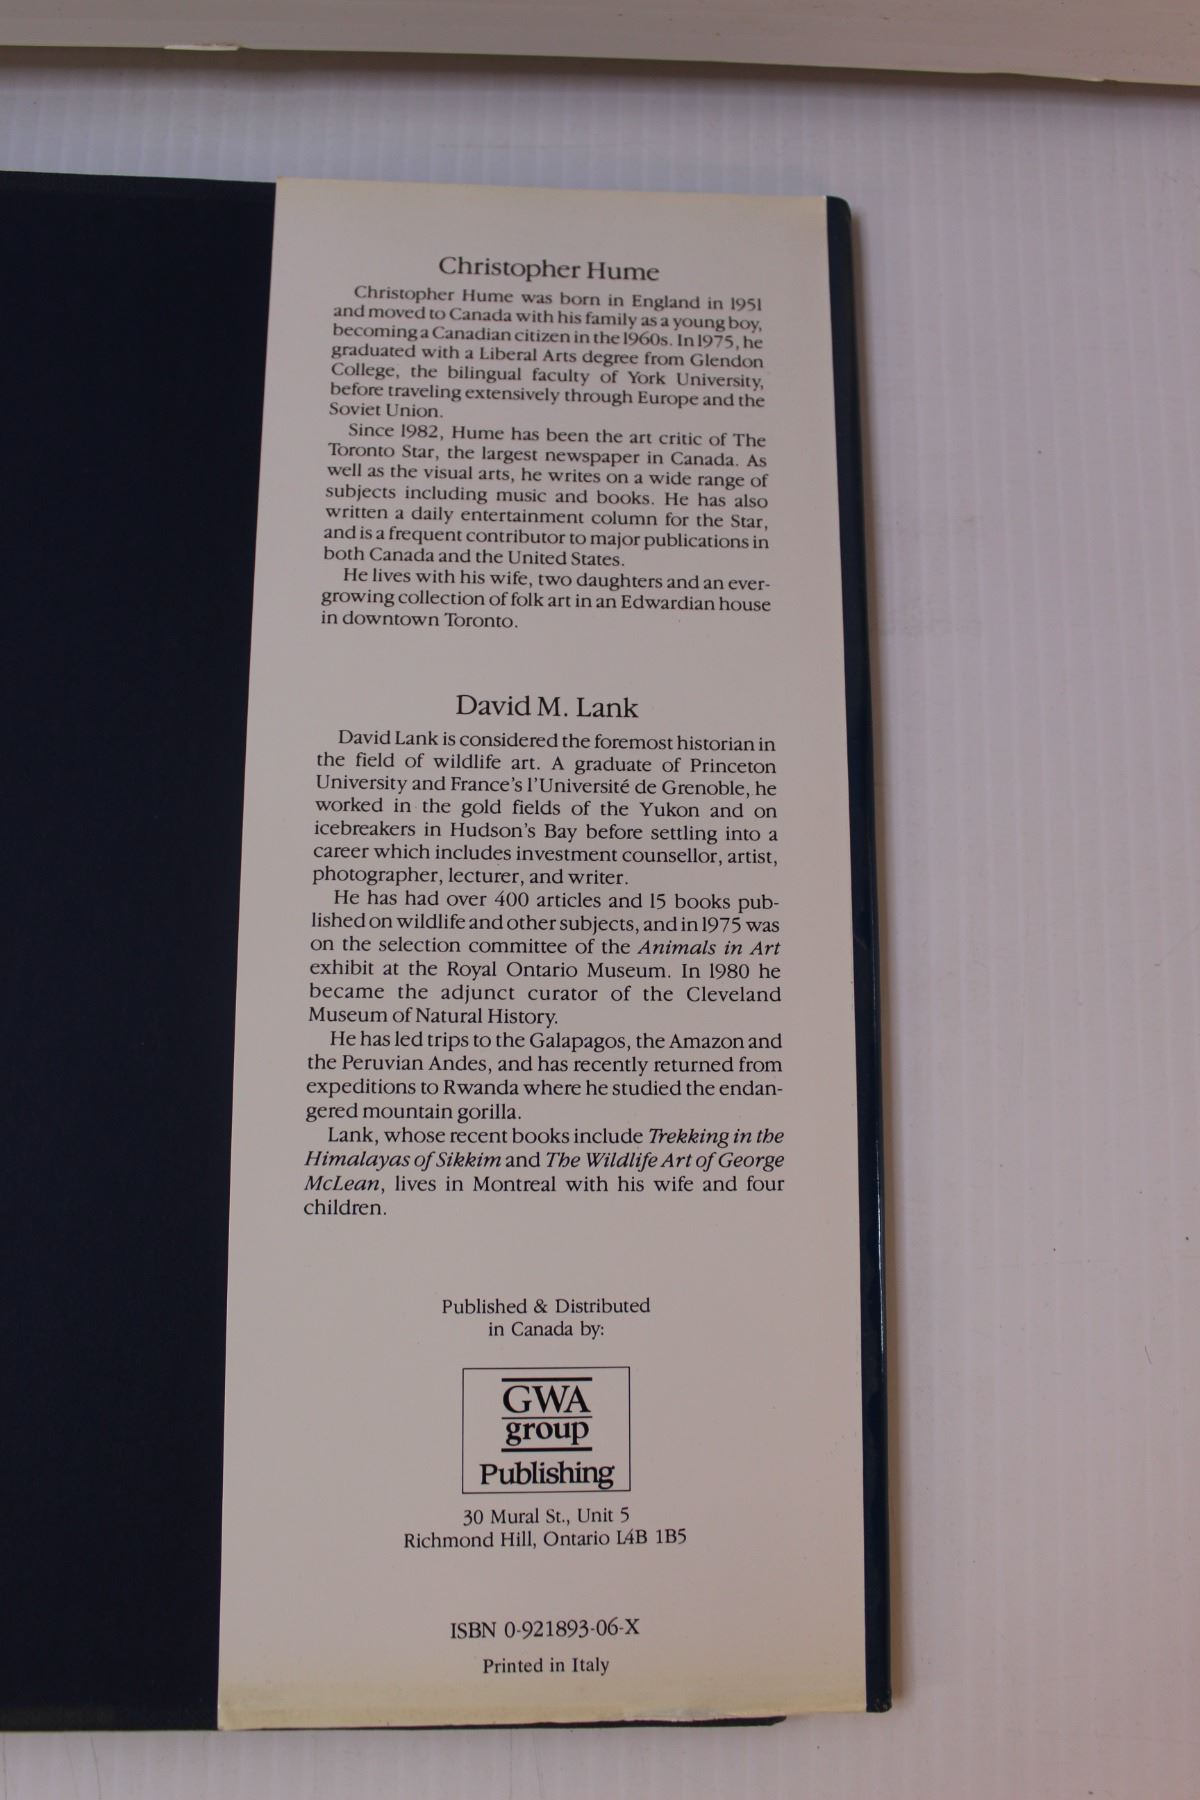 Christopher Hume
Christopher Hume was born in England in 1951
and moved to Canada with his family as a young boy,
becoming a Canadian citizen in the 1960s. In 1975, he
graduated with a Liberal Arts degree from Glendon
College, the bilingual faculty of York University,
before traveling extensively through Europe and the
Soviet Union.
Since 1982, Hume has been the art critic of The
Toronto Star, the largest newspaper in Canada. As
well as the visual arts, he writes on a wide range of
subjects including music and books. He has also
written a daily entertainment column for the Star,
and is a frequent contributor to major publications in
both Canada and the United States.
He lives with his wife, two daughters and an ever-
growing collection of folk art in an Edwardian house
in downtown Toronto.
David M. Lank
David Lank is considered the foremost historian in
the field of wildlife art. A graduate of Princeton
University and France's l'Université de Grenoble, he
worked in the gold fields of the Yukon and on
icebreakers in Hudson's Bay before settling into a
career which includes investment counsellor, artist,
photographer, lecturer, and writer.
He has had over 400 articles and 15 books pub-
lished on wildlife and other subjects, and in 1975 was
on the selection committee of the Animals in Art
exhibit at the Royal Ontario Museum. In 1980 he
became the adjunct curator of the Cleveland
Museum of Natural History.
He has led trips to the Galapagos, the Amazon and
the Peruvian Andes, and has recently returned from
expeditions to Rwanda where he studied the endan-
gered mountain gorilla.
Lank, whose recent books include Trekking in the
Himalayas of Sikkim and The Wildlife Art of George
McLean, lives in Montreal with his wife and four
children.
Published & Distributed
in Canada by:
GWA
group
Publishing
30 Mural St., Unit 5
Richmond Hill, Ontario L4B 1B5
ISBN 0-921893-06-X
Printed in Italy